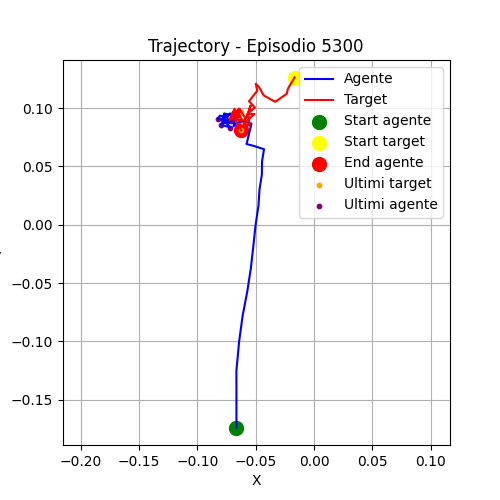 Trajectory - Episodio 5300
Agente
Target
Start agente
Start target
End agente
Ultimi target
Ultimi agente
0.10
0.05
0.00
−0.05
−0.10
−0.15
−0.20
−0.15
−0.10
−0.05
0.00
0.05
0.10
X